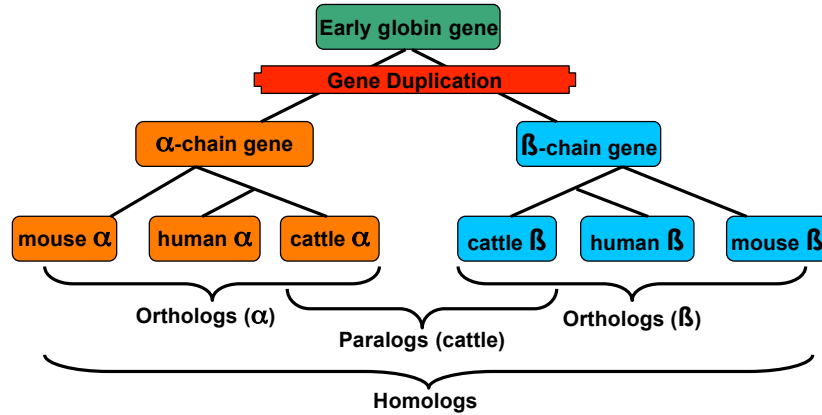 Early globin gene
Gene Duplication
α-chain gene
ß-chain gene
mouse α
human α
cattle α
cattle ß
human ß
mouse ß
Orthologs (α)
Orthologs (ß)
Paralogs (cattle)
Homologs